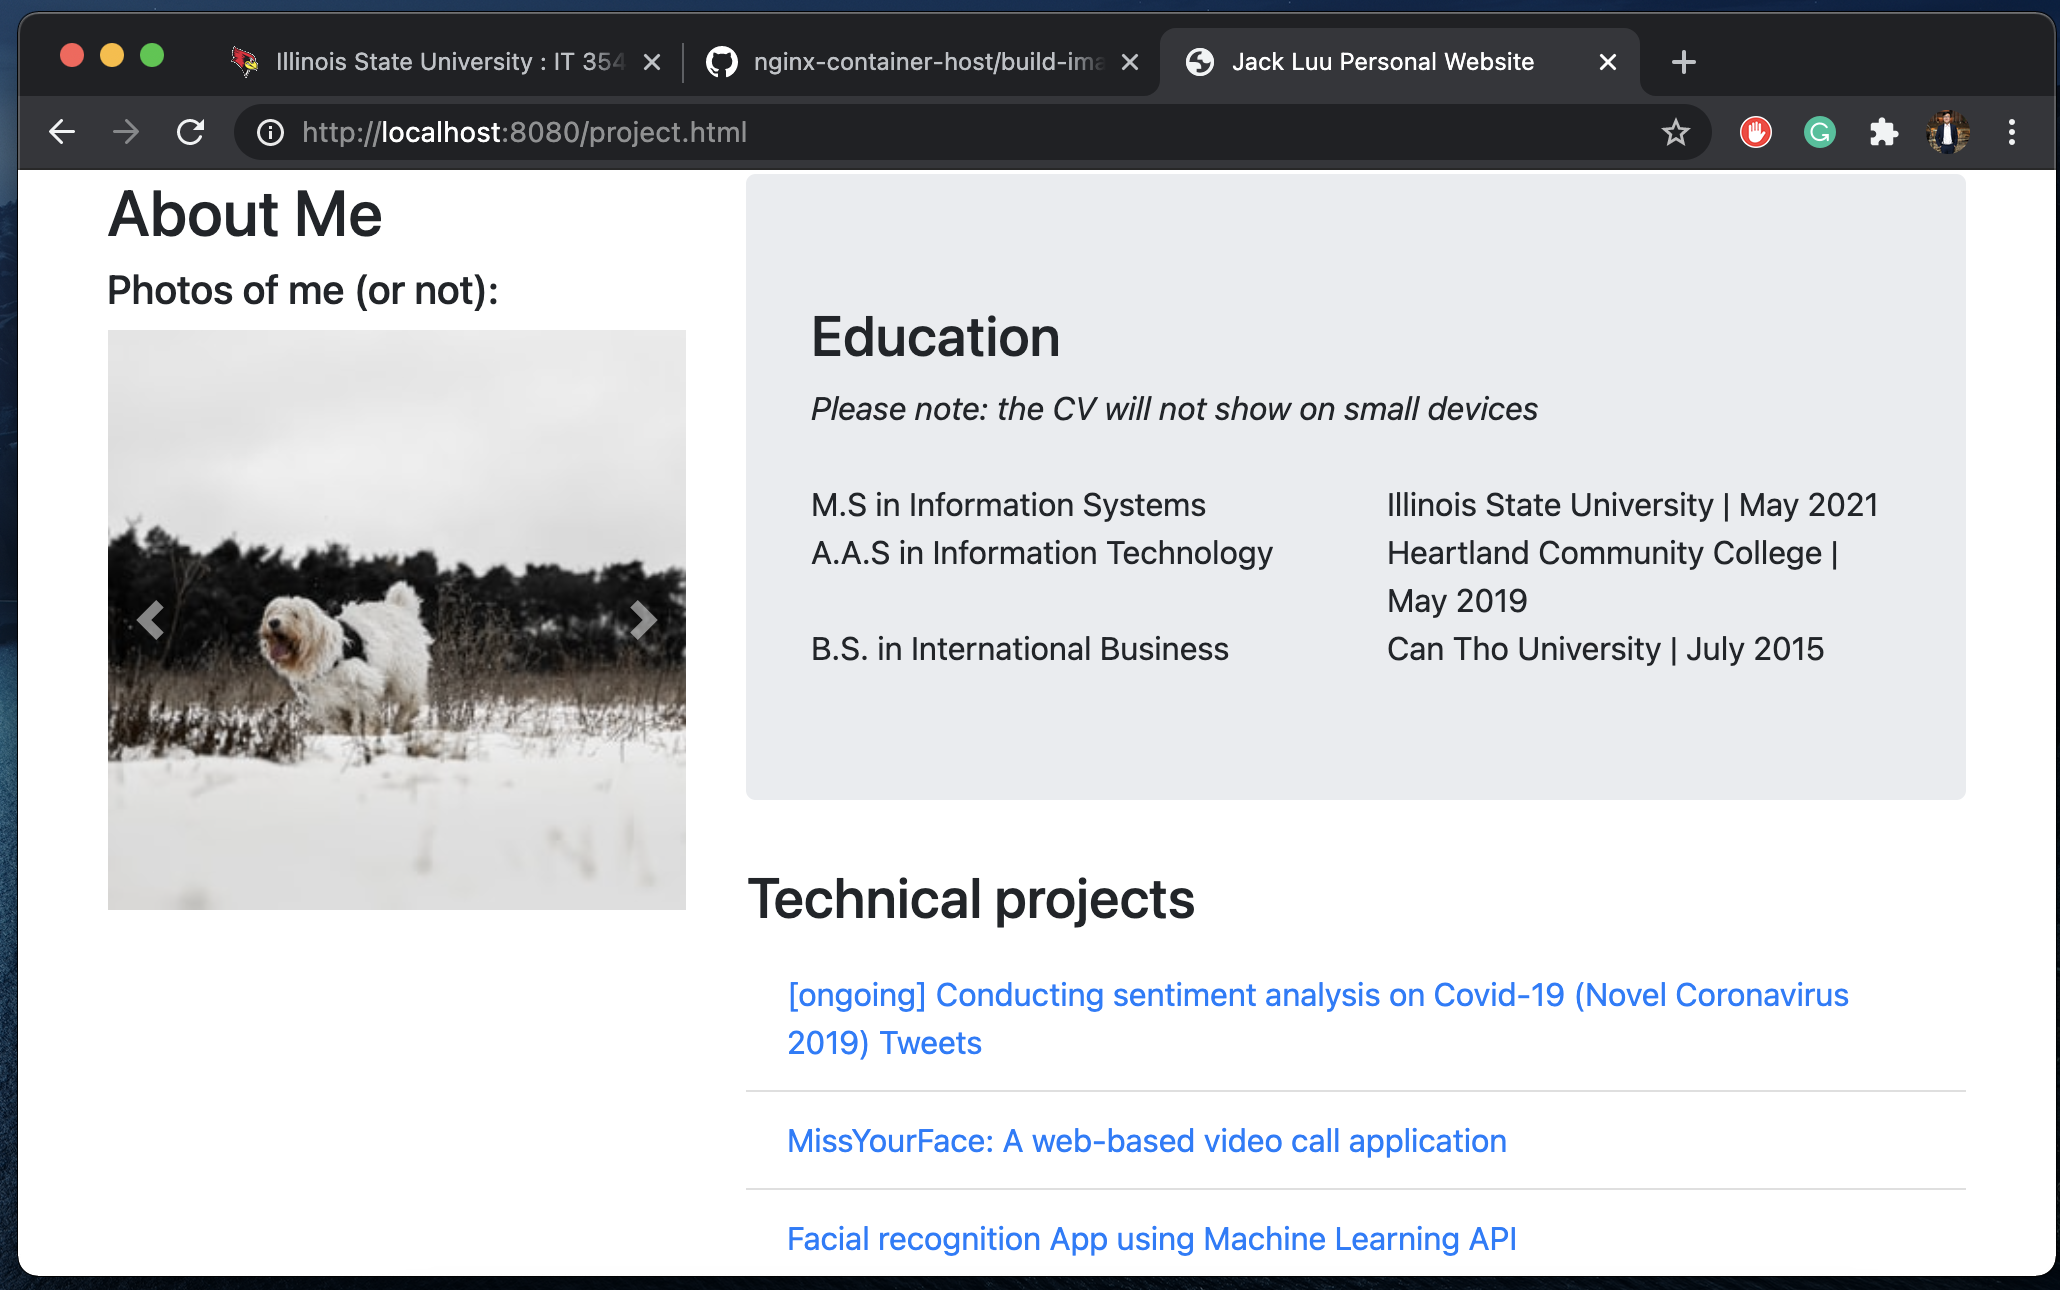 Illinois State University : IT 354
nginx-container-host/build-ima
Jack Luu Personal Website
http://localhost:8080/project.html
About Me
Photos of me (or not):
Education
Please note: the CV will not show on small devices
M.S in Information Systems
Illinois State University | May 2021
A.A.S in Information Technology
Heartland Community College |
May 2019
B.S. in International Business
Can Tho University | July 2015
Technical projects
[ongoing] Conducting sentiment analysis on Covid-19 (Novel Coronavirus
2019) Tweets
MissYourFace: A web-based video call application
Facial recognition App using Machine Learning API